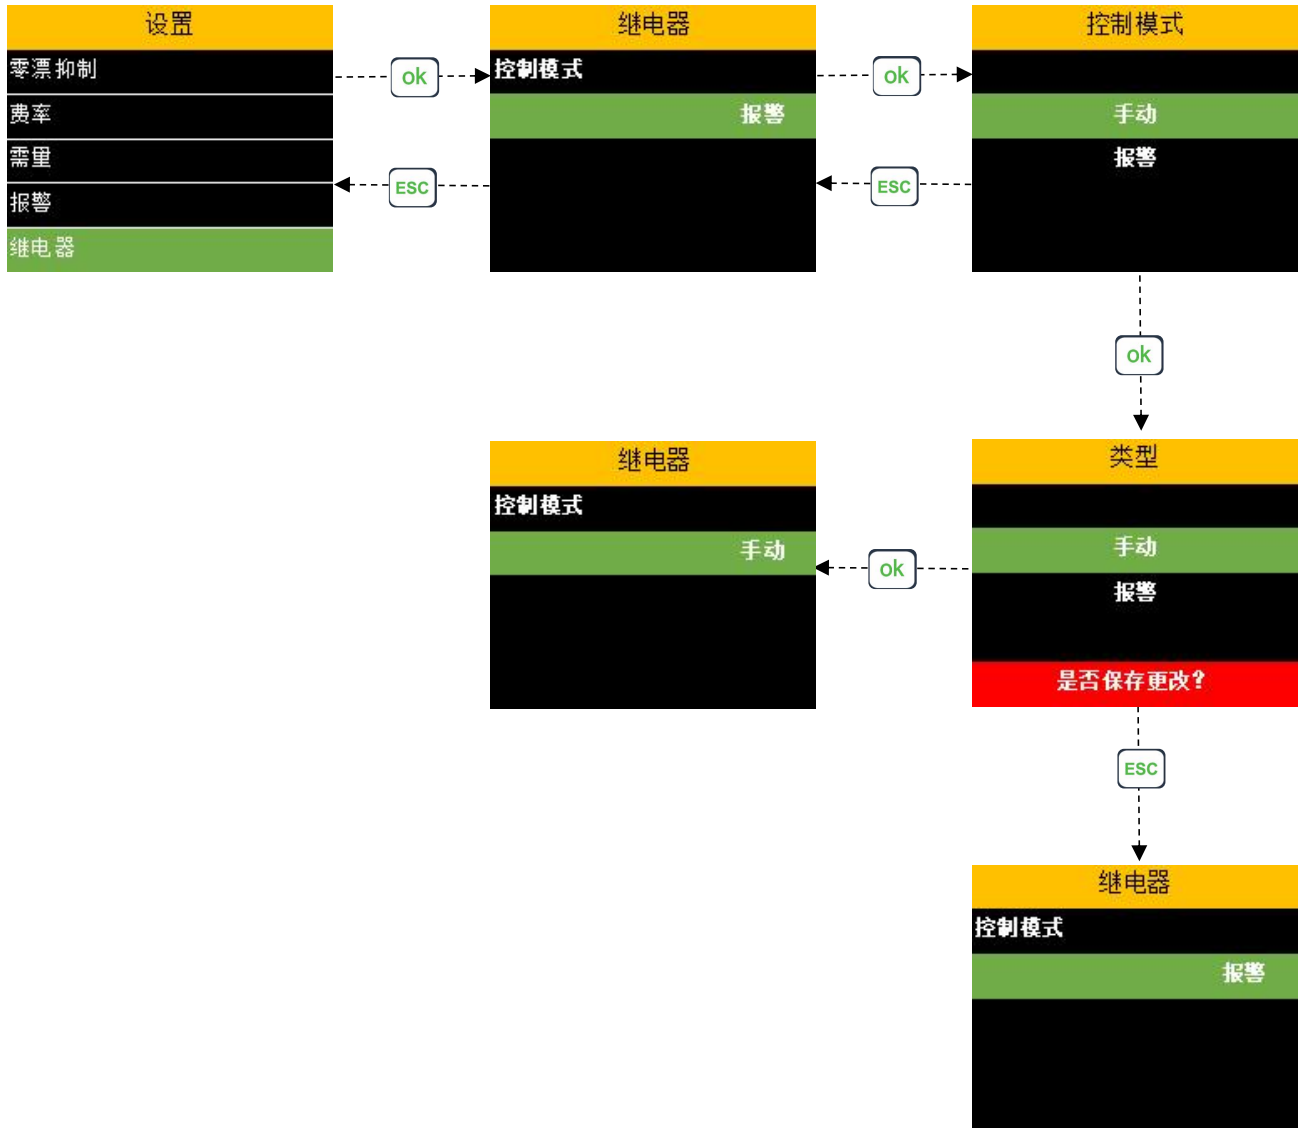 设置
零漂抑制
费率
需量
报警
继电器
ok
ESC
继电器
控制模式
报警
ok
ESC
控制模式
手动
报警
ok
类型
手动
报警
是否保存更改?
ok
继电器
控制模式
手动
ESC
继电器
控制模式
报警